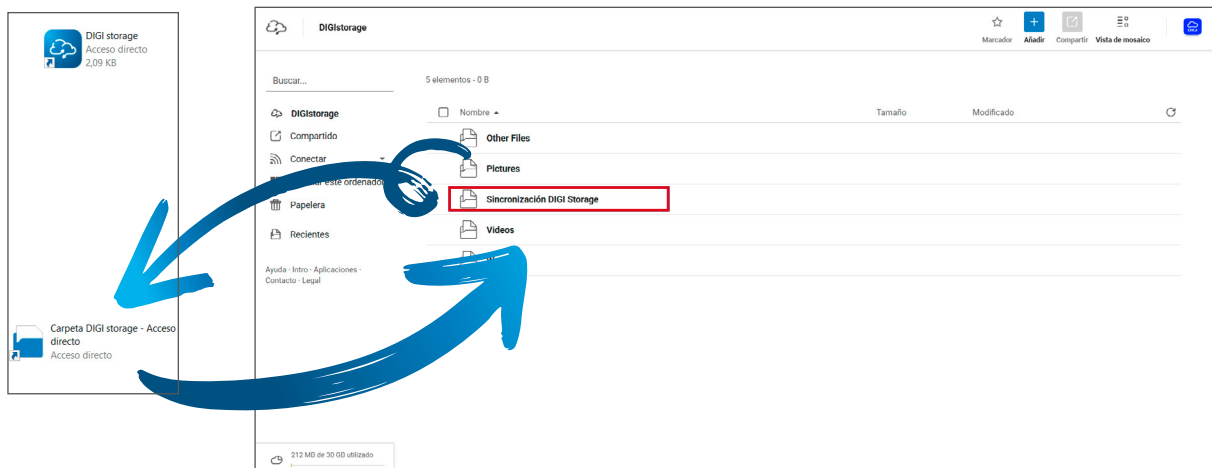 DIGI storage
Acceso directo
2,09 KB
Carpeta DIGI storage - Acceso
directo
Acceso directo
DIGIstorage
Marcador
Añadir
Compartir
Vista de mosaico
Buscar...
5 elementos - 0 B
DIGIstorage
Compartido
Conectar
este ordenador
Papelera
Recientes
Ayuda · Intro · Aplicaciones ·
Contacto · Legal
Nombre
Tamaño
Modificado
Other Files
Pictures
Sincronización DIGI Storage
Videos
212 MB de 30 GB utilizado